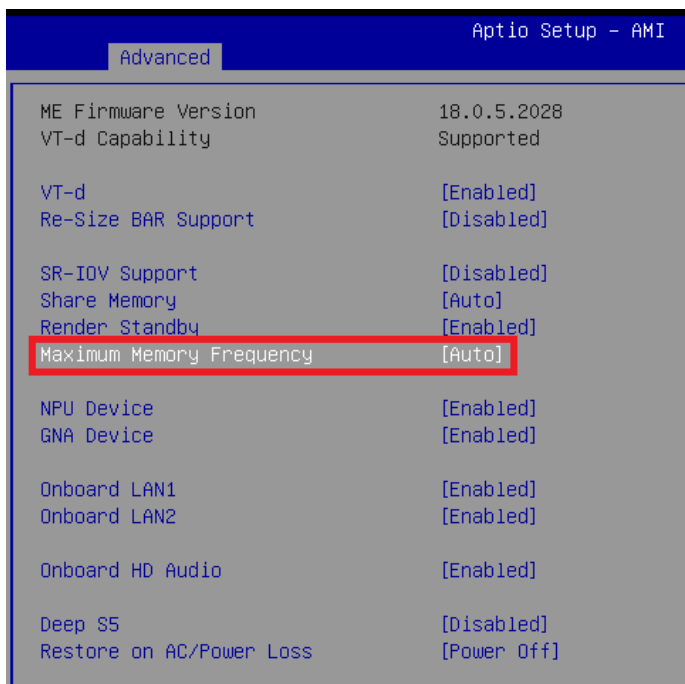 Aptio Setup – AMI
Advanced
ME Firmware Version 18.0.5.2028
VT-d Capability Supported
VT-d [Enabled]
Re-Size BAR Support [Disabled]
SR-IOV Support [Disabled]
Share Memory [Auto]
Render Standby [Enabled]
Maximum Memory Frequency [Auto]
NPU Device [Enabled]
GNA Device [Enabled]
Onboard LAN1 [Enabled]
Onboard LAN2 [Enabled]
Onboard HD Audio [Enabled]
Deep S5 [Disabled]
Restore on AC/Power Loss [Power Off]